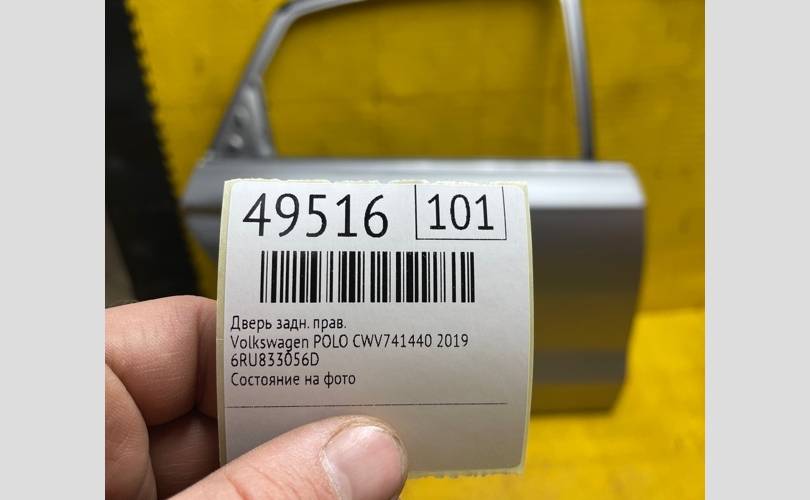 49516 101
Дверь задн. прав.
Volkswagen POLO CWV741440 2019
6RU833056D
Состояние на фото